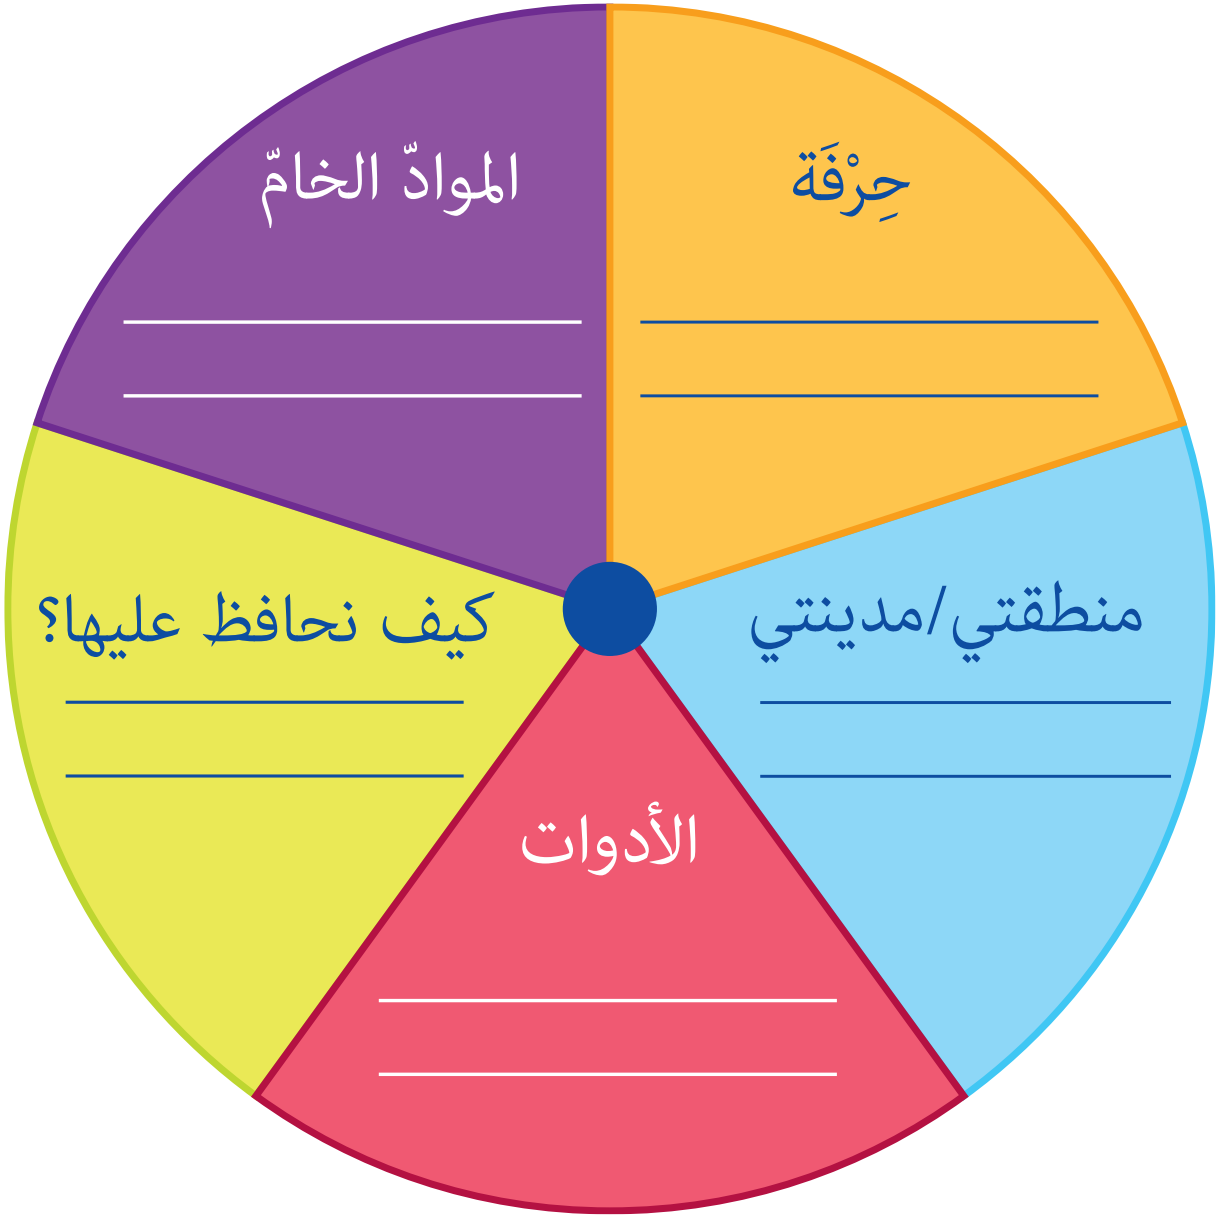 حِرْفَة
الموادّ الخامّ
منطقتي/مدينتي
كيف نحافظ عليها؟
الأدوات